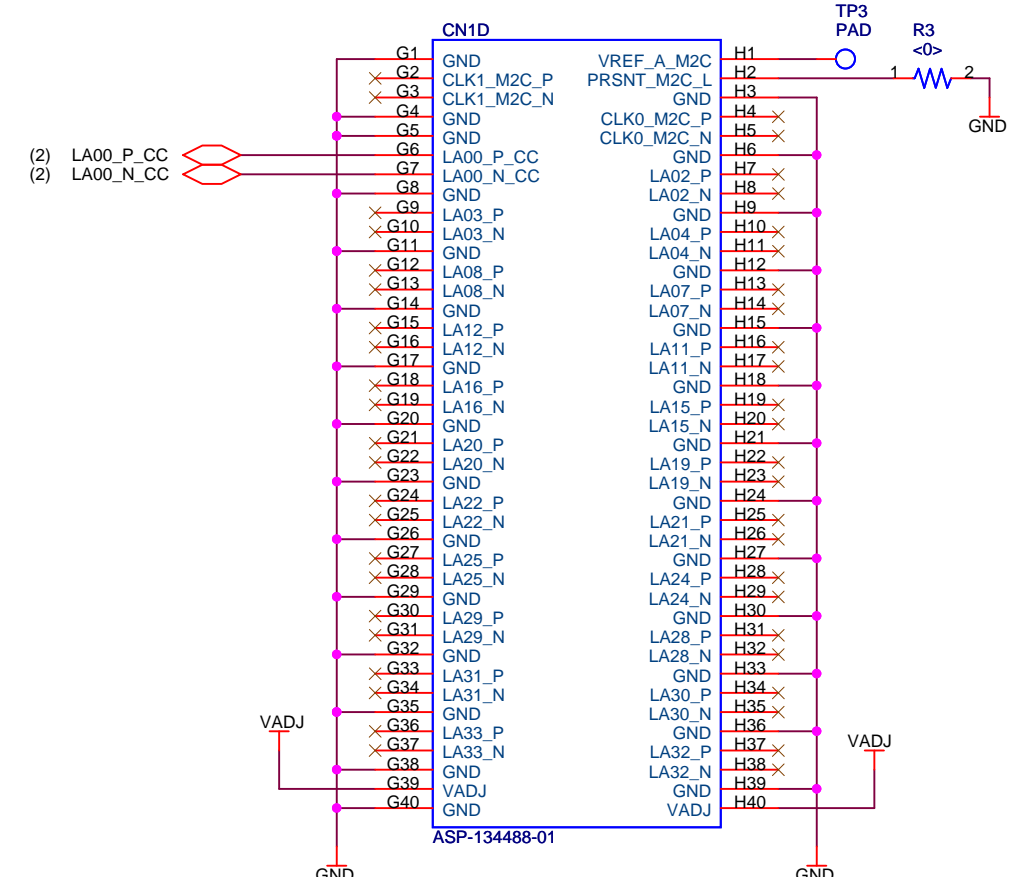 TP3
PAD
R3
<0>
CN1D
G1 GND VREF_A_M2C H1
G2 CLK1_M2C_P PRSNT_M2C_L H2 1 2
G3 CLK1_M2C_N GND H3
G4 GND CLK0_M2C_P H4
GND
G5 GND CLK0_M2C_N H5
(2) LA00_P_CC G6 LA00_P_CC GND H6
(2) LA00_N_CC G7 LA00_N_CC LA02_P H7
G8 GND LA02_N H8
G9 LA03_P GND H9
G10 LA03_N LA04_P H10
G11 GND LA04_N H11
G12 LA08_P GND H12
G13 LA08_N LA07_P H13
G14 GND LA07_N H14
G15 LA12_P GND H15
G16 LA12_N LA11_P H16
G17 GND LA11_N H17
G18 LA16_P GND H18
G19 LA16_N LA15_P H19
G20 GND LA15_N H20
G21 LA20_P GND H21
G22 LA20_N LA19_P H22
G23 GND LA19_N H23
G24 LA22_P GND H24
G25 LA22_N LA21_P H25
G26 GND LA21_N H26
G27 LA25_P GND H27
G28 LA25_N LA24_P H28
G29 GND LA24_N H29
G30 LA29_P GND H30
G31 LA29_N LA28_P H31
G32 GND LA28_N H32
G33 LA31_P GND H33
G34 LA31_N LA30_P H34
G35 GND LA30_N H35
VADJ
G36 LA33_P GND H36
VADJ
G37 LA33_N LA32_P H37
G38 GND LA32_N H38
G39 VADJ GND H39
G40 GND VADJ H40
ASP-134488-01
GND GND